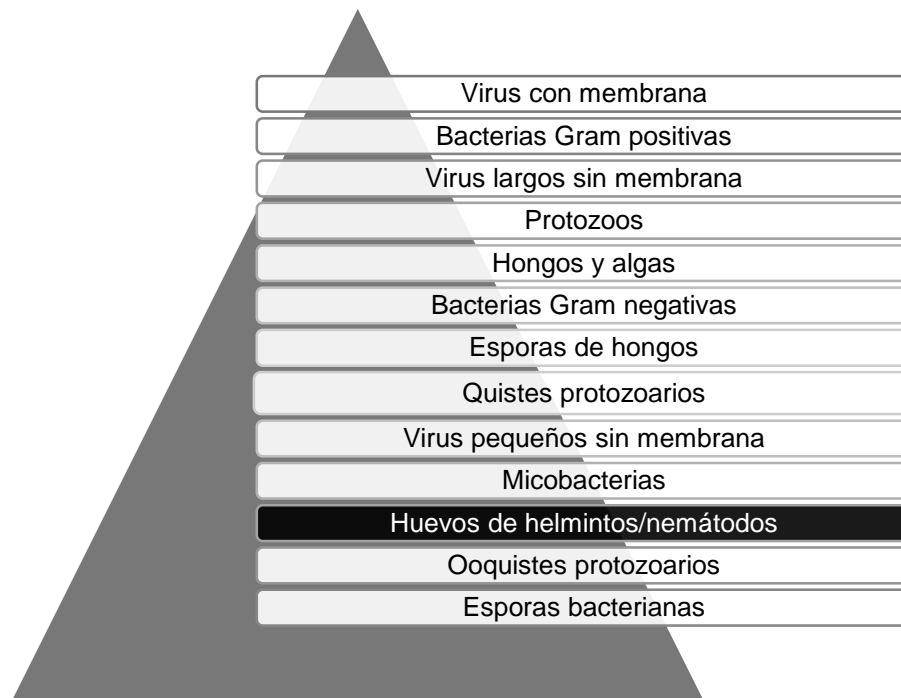 Virus con membrana
Bacterias Gram positivas
Virus largos sin membrana
Protozoos
Hongos y algas
Bacterias Gram negativas
Esporas de hongos
Quistes protozoarios
Virus pequeños sin membrana
Micobacterias
Huevos de helmintos/nemátodos
Ooquistes protozoarios
Esporas bacterianas